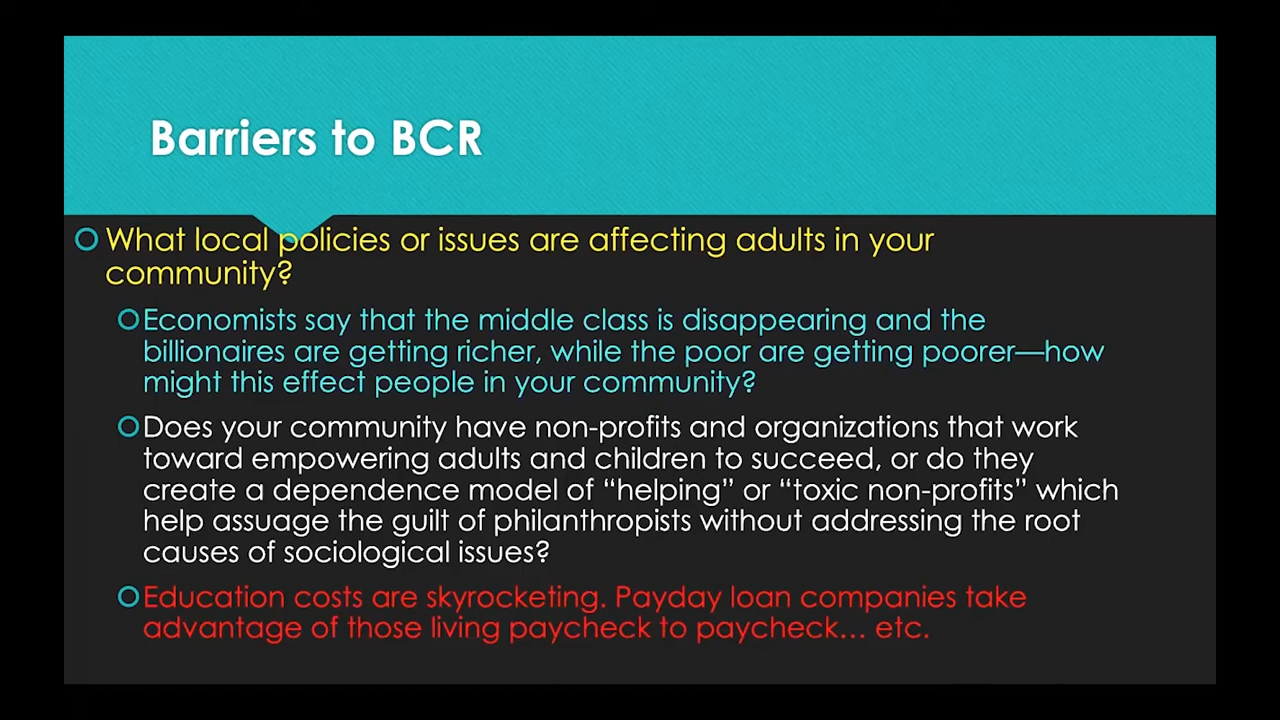 Barriers to BCR
What local policies or issues are affecting adults in your
community?
Economists say that the middle class is disappearing and the
billionaires are getting richer, while the poor are getting poorer—how
might this effect people in your community?
Does your community have non-profits and organizations that work
toward empowering adults and children to succeed, or do they
create a dependence model of “helping” or “toxic non-profits” which
help assuage the guilt of philanthropists without addressing the root
causes of sociological issues?
Education costs are skyrocketing. Payday loan companies take
advantage of those living paycheck to paycheck… etc.